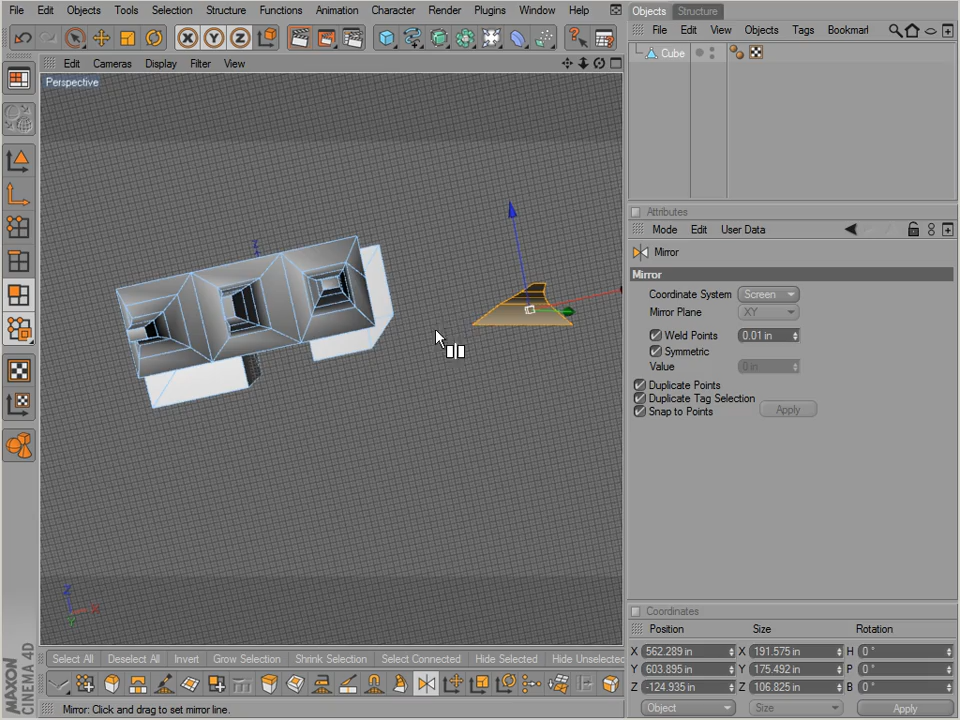 File Edit Objects Tools Selection Structure Functions Animation Character Render Plugins Window Help
Objects Structure
File Edit View Objects Tags Bookmark
X Y Z
Edit Cameras Display Filter View
Perspective
Cube
Z
Attributes
Mode Edit User Data
Mirror
Mirror
Coordinate System Screen
Mirror Plane XY
Weld Points 0.01 in
Symmetric
Value 0 in
Duplicate Points
Duplicate Tag Selection
Snap to Points Apply
Z
X
Y
Coordinates
Position Size Rotation
X 562.289 in X 191.575 in H 0 °
Y 603.895 in Y 175.492 in P 0 °
Z -124.935 in Z 106.825 in B 0 °
Object Size Apply
Select All Deselect All Invert Grow Selection Shrink Selection Select Connected Hide Selected Hide Unselected
Mirror: Click and drag to set mirror line.
MAXON
CINEMA 4D